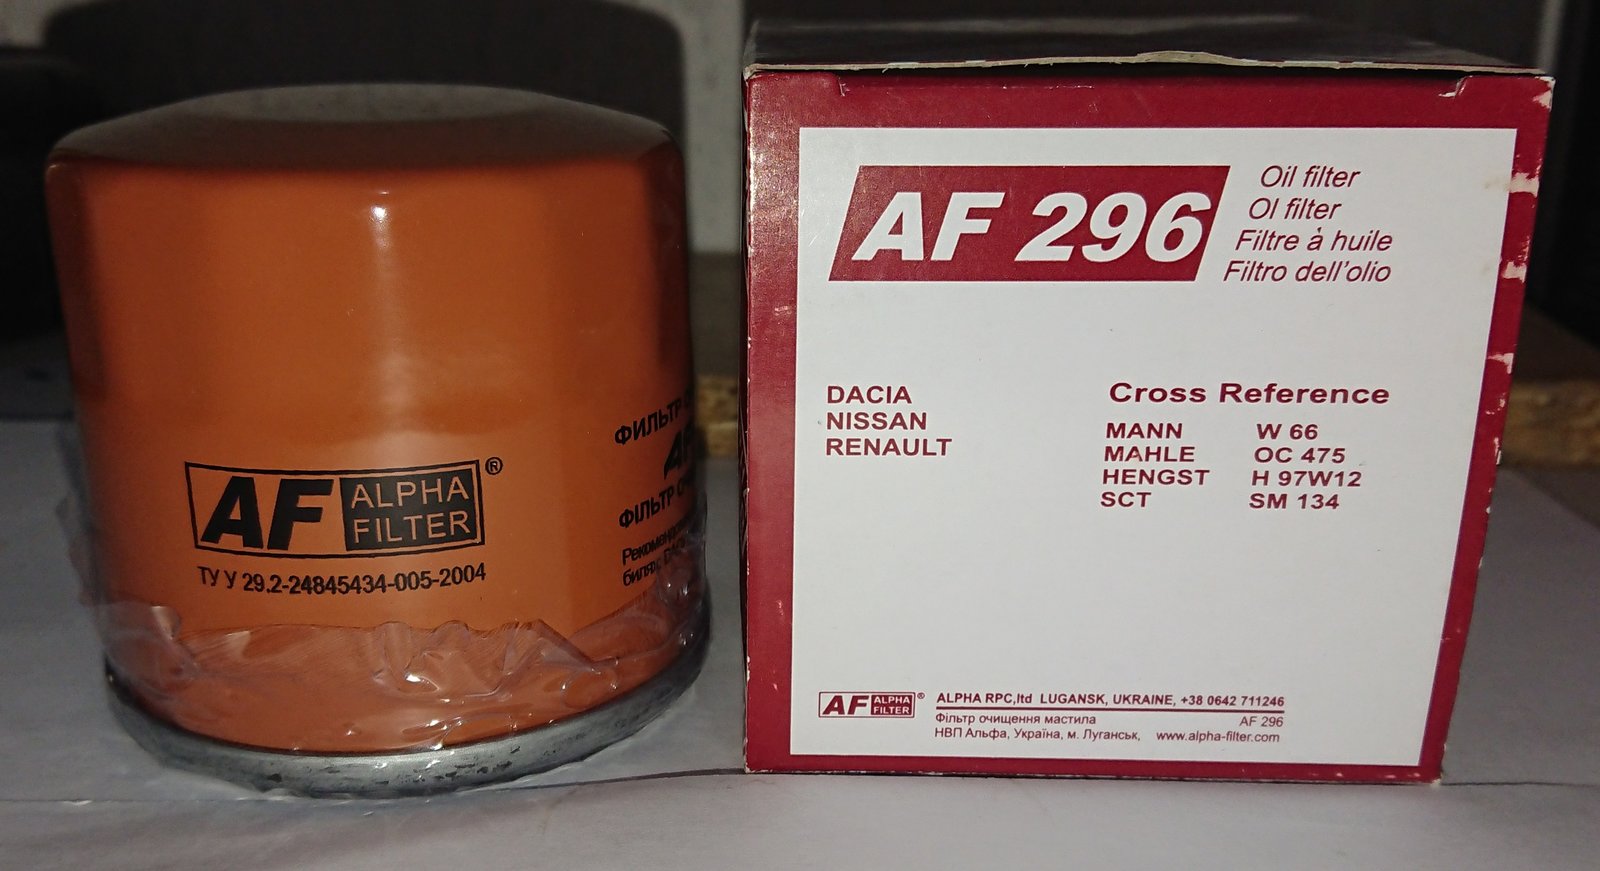 AF ALPHA FILTER ®
ТУ У 29.2-24845434-005-2004
ФИЛЬТР
AF
ФІЛЬТР
AF 296
Oil filter
Ol filter
Filtre à huile
Filtro dell'olio
DACIA
NISSAN
RENAULT
Cross Reference
MANN W 66
MAHLE OC 475
HENGST H 97W12
SCT SM 134
AF ALPHA FILTER ®
ALPHA RPC,ltd LUGANSK, UKRAINE, +38 0642 711246
Фільтр очищення мастила AF 296
НВП Альфа, Україна, м. Луганськ, www.alpha-filter.com